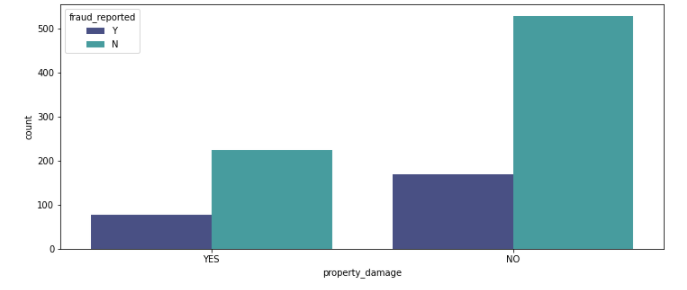 fraud_reported
Y
N
500
400
300
200
100
0
count
YES
NO
property_damage